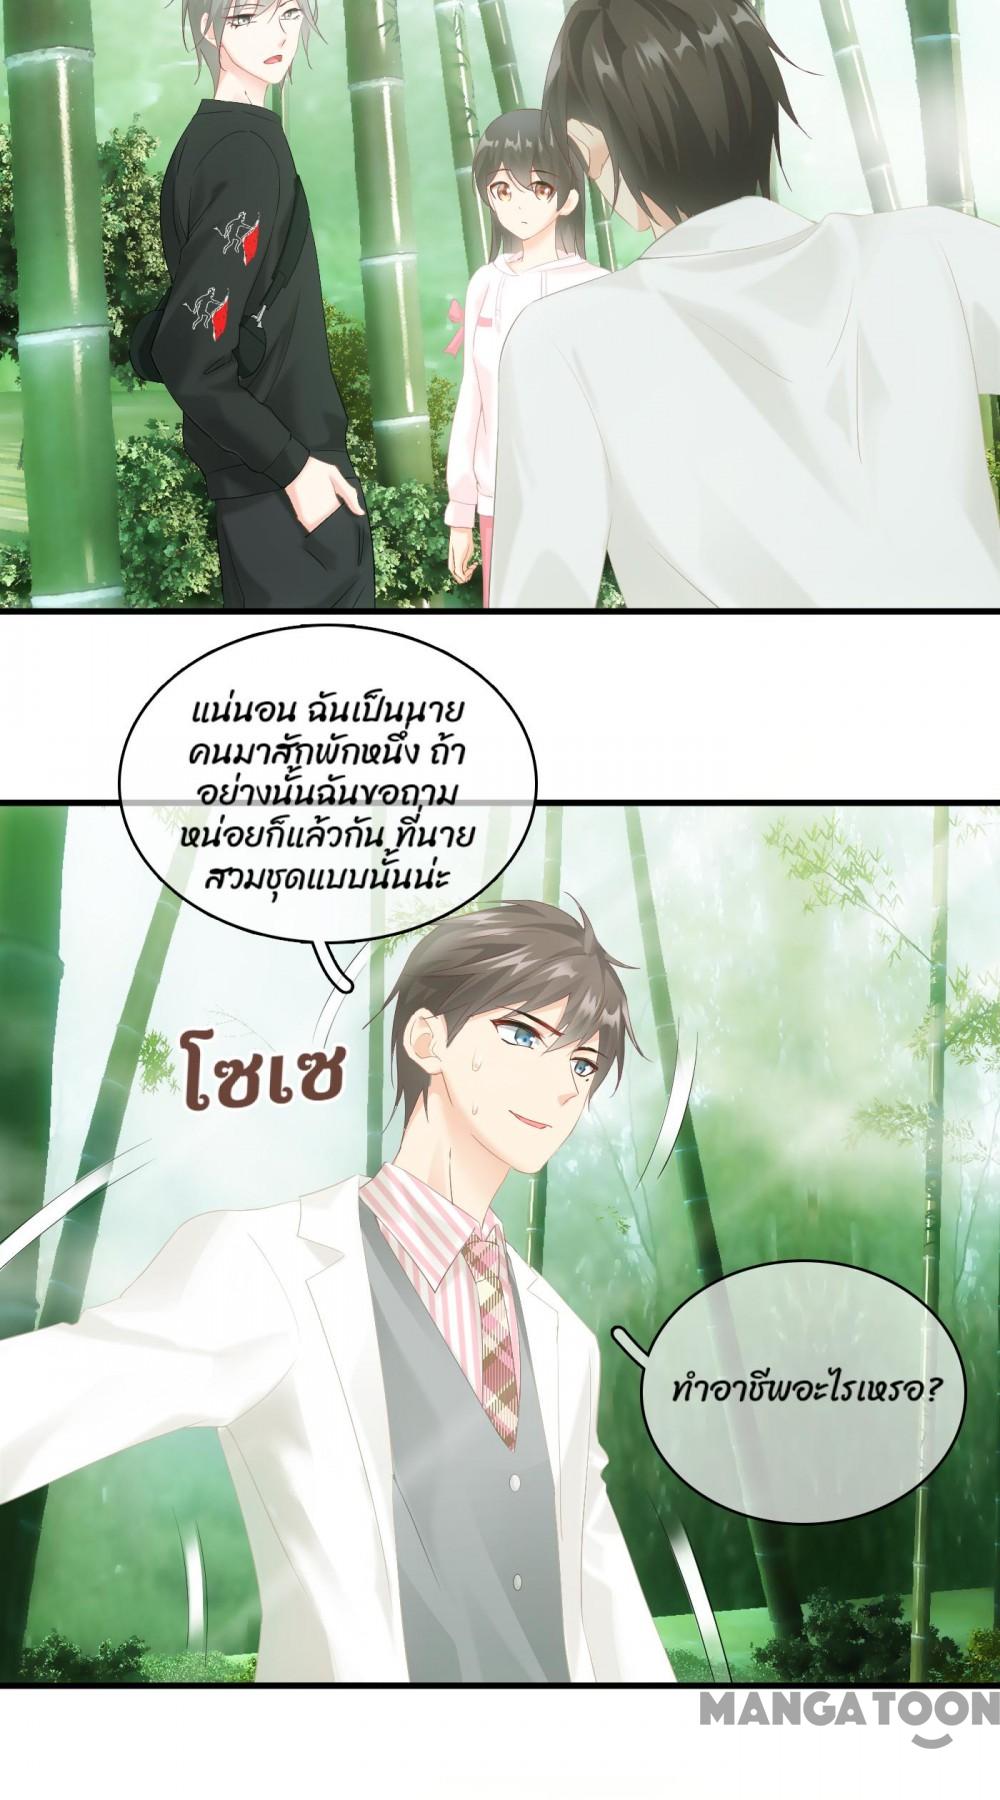 แน่นอน ฉันเป็นนาย
คนมาสักพักหนึ่ง ถ้า
อย่างนั้นฉันขอถาม
หน่อยก็แล้วกัน ที่นาย
สวมชุดแบบนั้นน่ะ
โซเซ
ทำอาชีพอะไรเหรอ?
MANGATOON